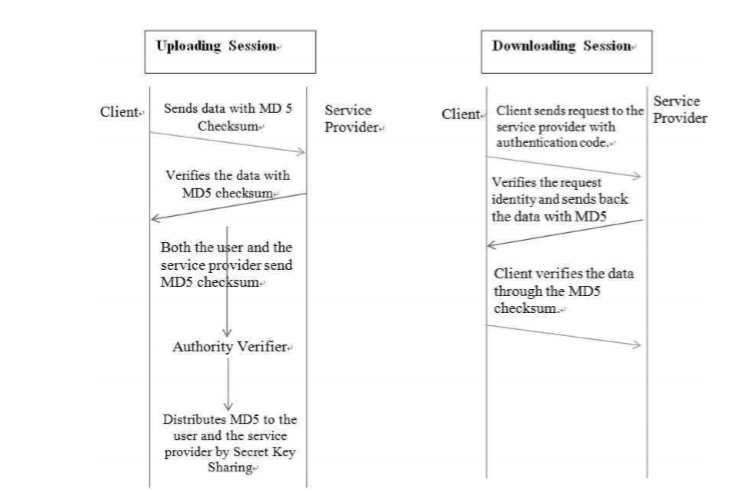 Uploading Session
Client
Sends data with MD 5
Checksum
Service
Provider
Verifies the data with
MD5 checksum
Both the user and the
service provider send
MD5 checksum
Authority Verifier
Distributes MD5 to the
user and the service
provider by Secret Key
Sharing
Downloading Session
Client
Client sends request to the
service provider with
authentication code.
Service
Provider
Verifies the request
identity and sends back
the data with MD5
Client verifies the data
through the MD5
checksum.